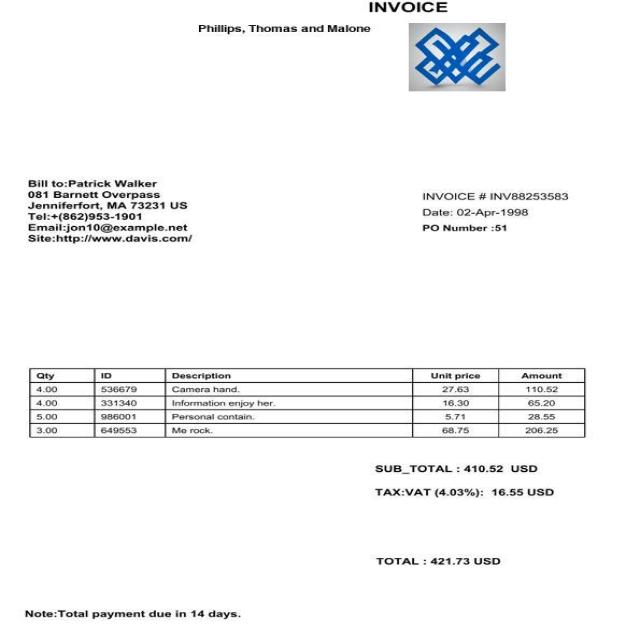 INVOICE
Phillips, Thomas and Malone
Bill to:Patrick Walker
081 Barnett Overpass
Jenniferfort, MA 73231 US
Tel:+(862)953-1901
Email:jon10@example.net
Site:http://www.davis.com/
INVOICE # INV88253583
Date: 02-Apr-1998
PO Number :51
Qty ID Description Unit price Amount
4.00 536679 Camera hand. 27.63 110.52
4.00 331340 Information enjoy her. 16.30 65.20
5.00 986001 Personal contain. 5.71 28.55
3.00 649553 Me rock. 68.75 206.25
SUB_TOTAL : 410.52 USD
TAX:VAT (4.03%): 16.55 USD
TOTAL : 421.73 USD
Note:Total payment due in 14 days.